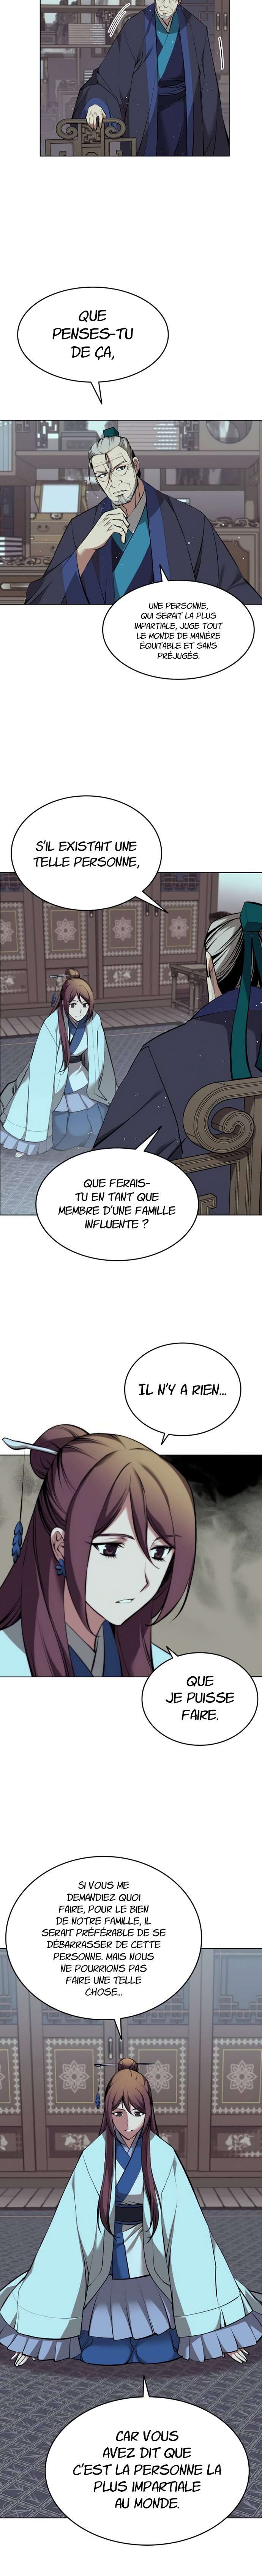 QUE
PENSES-TU
DE ÇA,
UNE PERSONNE,
QUI SERAIT LA PLUS
IMPARTIALE, JUGE TOUT
LE MONDE DE MANIÈRE
ÉQUITABLE ET SANS
PRÉJUGÉS.
S'IL EXISTAIT UNE
TELLE PERSONNE,
QUE FERAIS-
TU EN TANT QUE
MEMBRE D'UNE FAMILLE
INFLUENTE ?
IL N'Y A RIEN...
QUE
JE PUISSE
FAIRE.
SI VOUS ME
DEMANDIEZ QUOI
FAIRE, POUR LE BIEN
DE NOTRE FAMILLE, IL
SERAIT PRÉFÉRABLE DE SE
DÉBARRASSER DE CETTE
PERSONNE. MAIS NOUS
NE POURRIONS PAS
FAIRE UNE TELLE
CHOSE...
CAR VOUS
AVEZ DIT QUE
C'EST LA PERSONNE LA
PLUS IMPARTIALE
AU MONDE.